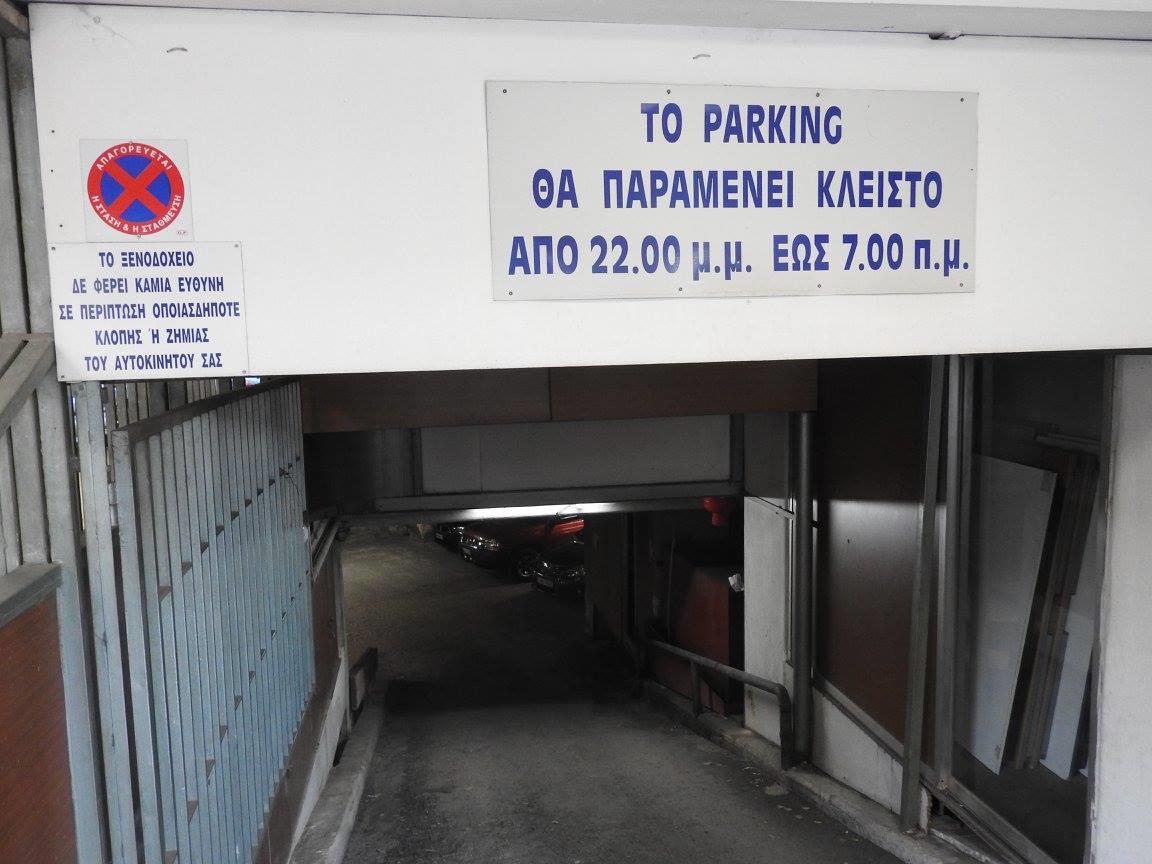 ΤΟ PARKING
ΘΑ ΠΑΡΑΜΕΝΕΙ ΚΛΕΙΣΤΟ
ΑΠΟ 22.00 μ.μ. ΕΩΣ 7.00 π.μ.
ΑΠΑΓΟΡΕΥΕΤΑΙ
Η ΣΤΑΣΗ & Η ΣΤΑΘΜΕΥΣΗ
ΤΟ ΞΕΝΟΔΟΧΕΙΟ
ΔΕ ΦΕΡΕΙ ΚΑΜΙΑ ΕΥΘΥΝΗ
ΣΕ ΠΕΡΙΠΤΩΣΗ ΟΠΟΙΑΣΔΗΠΟΤΕ
ΚΛΟΠΗΣ Ή ΖΗΜΙΑΣ
ΤΟΥ ΑΥΤΟΚΙΝΗΤΟΥ ΣΑΣ